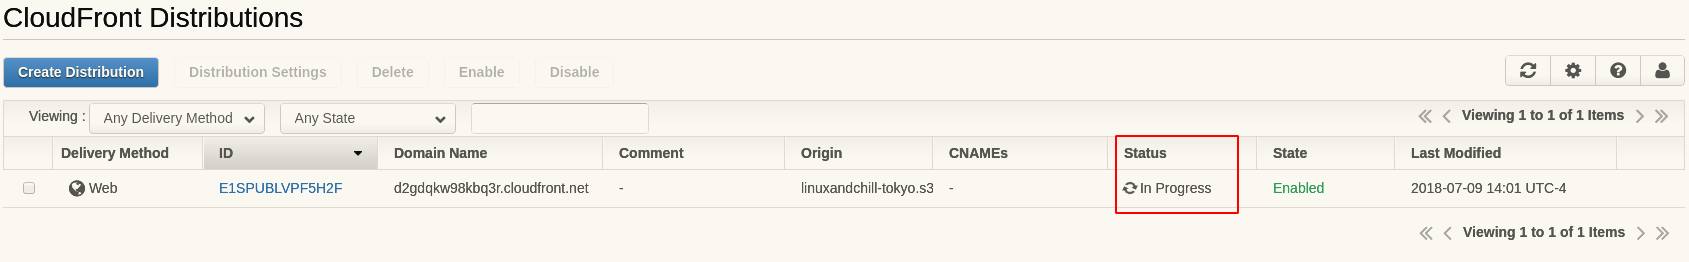 CloudFront Distributions
Create Distribution Distribution Settings Delete Enable Disable
Viewing : Any Delivery Method Any State Viewing 1 to 1 of 1 Items
Delivery Method ID Domain Name Comment Origin CNAMEs Status State Last Modified
Web E1SPUBLVPF5H2F d2gdqkw98kbq3r.cloudfront.net - linuxandchill-tokyo.s3 - In Progress Enabled 2018-07-09 14:01 UTC-4
Viewing 1 to 1 of 1 Items